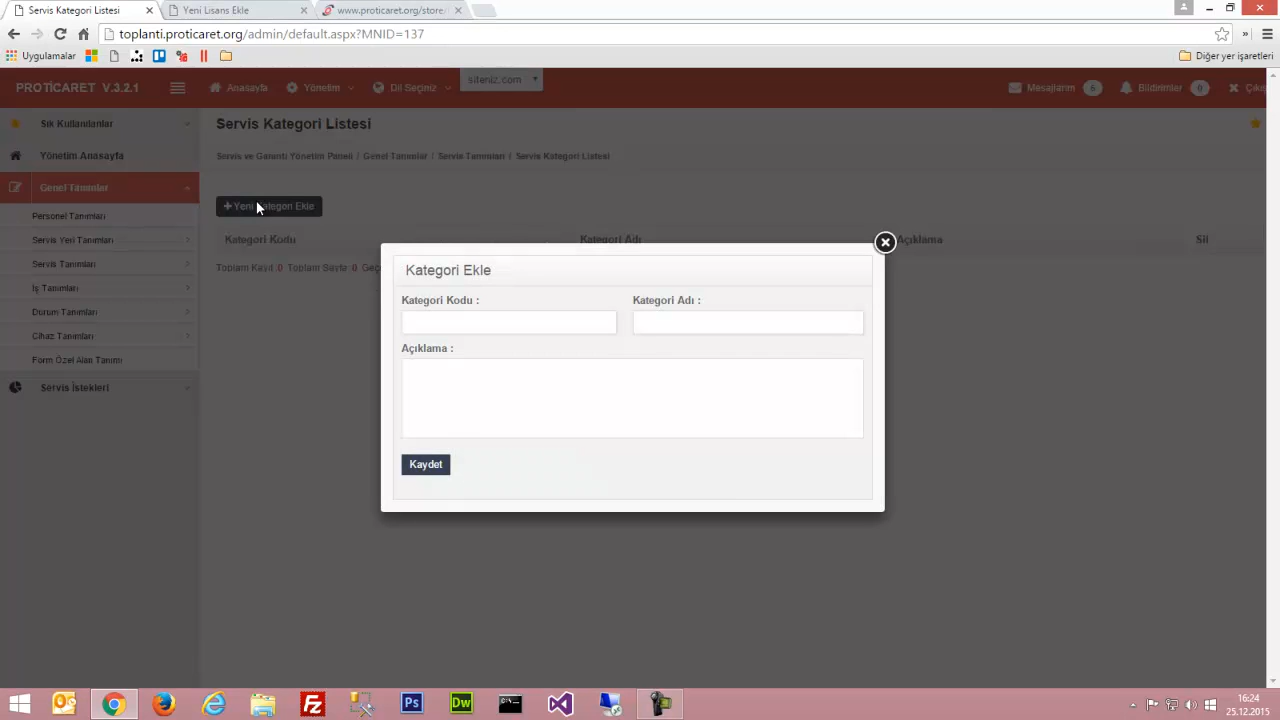 Servis Kategori Listesi
Yeni Lisans Ekle
www.proticaret.org/store
toplanti.proticaret.org/admin/default.aspx?MNID=137
Uygulamalar
Diğer yer işaretleri
PROTİCARET V.3.2.1
Anasayfa
Yönetim
Dil Seçiniz
siteniz.com
Mesajlarım 6
Bildirimler
Çıkış
Sık Kullanılanlar
Yönetim Anasayfa
Genel Tanımlar
Personel Tanımları
Servis Yeri Tanımları
Servis Tanımları
İş Tanımları
Durum Tanımları
Cihaz Tanımları
Form Özel Alan Tanımı
Servis İstekleri
Servis Kategori Listesi
Servis ve Garanti Yönetim Paneli / Genel Tanımlar / Servis Tanımları / Servis Kategori Listesi
Yeni Kategori Ekle
Kategori Kodu
Kategori Adı
Açıklama
Sil
Toplam Kayıt :0 Toplam Sayfa :0
Kategori Ekle
Kategori Kodu :
Kategori Adı :
Açıklama :
Kaydet
Ps
Dw
16:24
25.12.2015